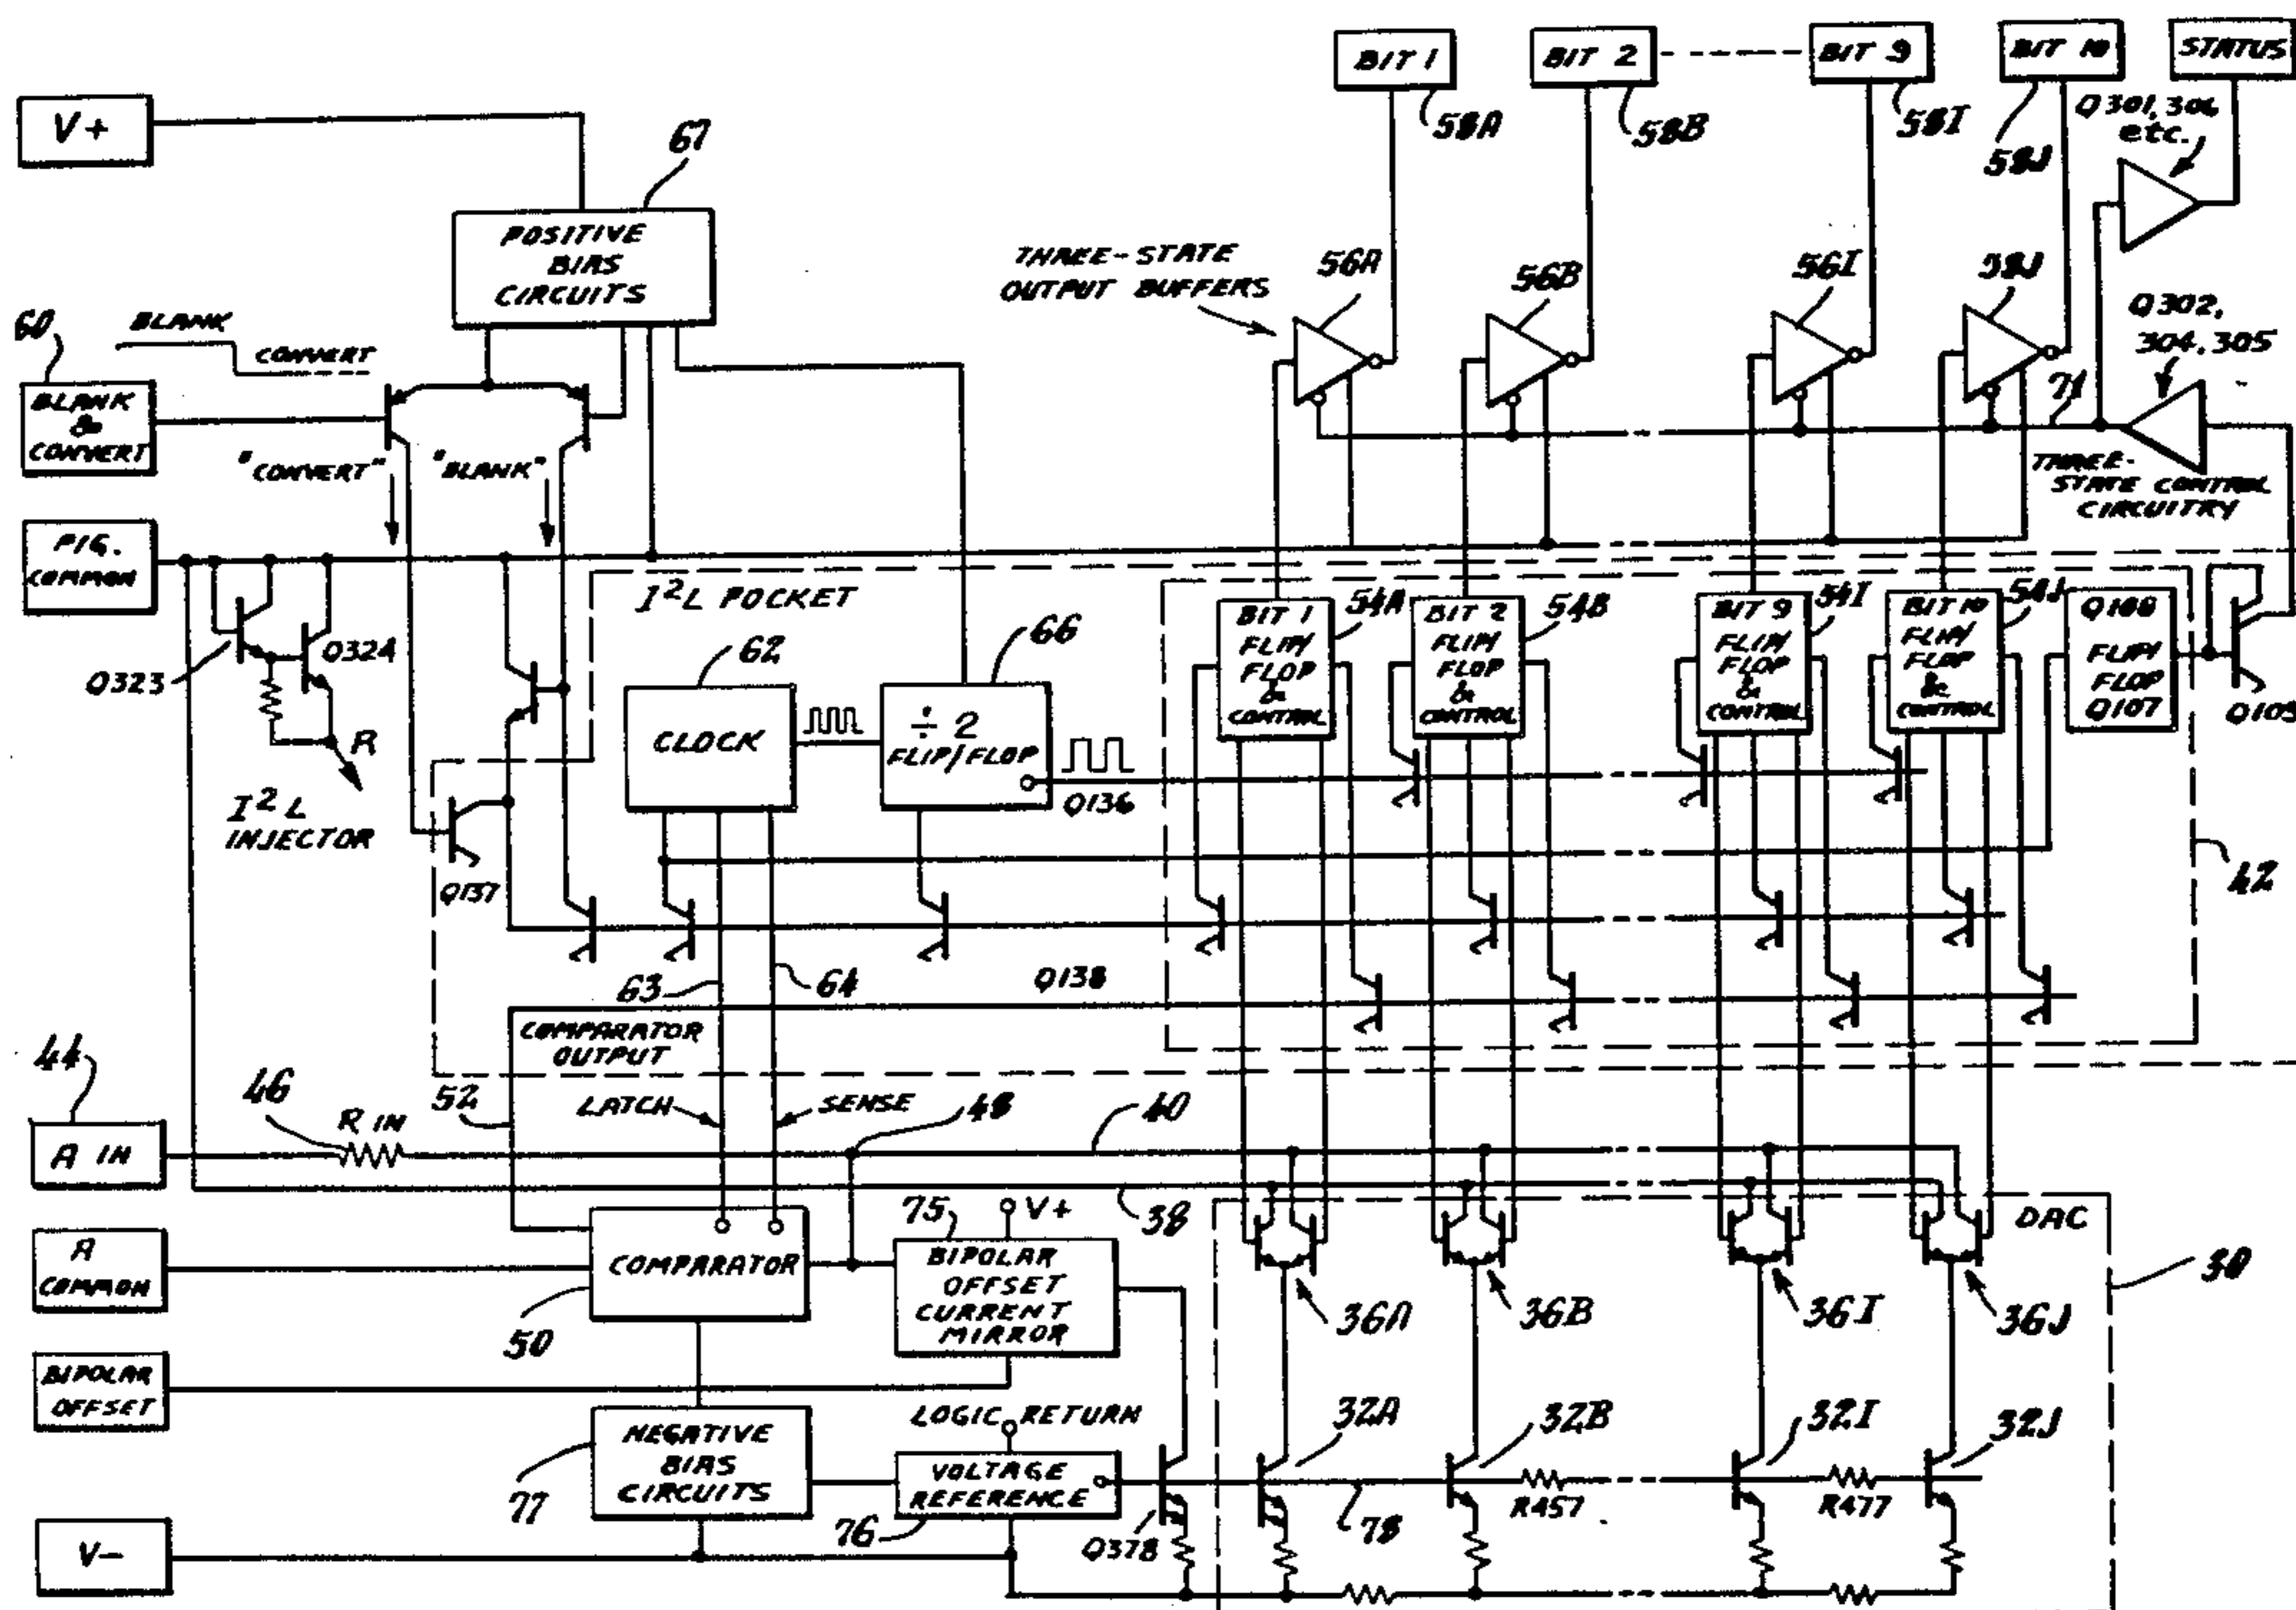 BIT 1
BIT 2
BIT 9
BIT 10
STATUS
58A
58B
58I
58J
Q301, 306
etc.
V+
67
POSITIVE
BIAS
CIRCUITS
THREE-STATE
OUTPUT BUFFERS
56A
56B
56I
58J
Q302,
304, 305
71
THREE-
STATE CONTROL
CIRCUITRY
60
BLANK
CONVERT
BLANK
&
CONVERT
"CONVERT"
"BLANK"
FIG.
COMMON
I²L POCKET
Q323
Q324
R
I²L
INJECTOR
62
CLOCK
66
÷ 2
FLIP/FLOP
Q136
Q137
BIT 1
FLIP/
FLOP
&
CONTROL
54A
BIT 2
FLIP/
FLOP
&
CONTROL
54B
BIT 9
FLIP/
FLOP
&
CONTROL
54I
BIT 10
FLIP/
FLOP
&
CONTROL
54J
Q108
FLIP/
FLOP
Q107
Q105
42
63
64
Q138
COMPARATOR
OUTPUT
52
LATCH
SENSE
48
40
44
A IN
46
R IN
38
A
COMMON
COMPARATOR
50
75
V+
BIPOLAR
OFFSET
CURRENT
MIRROR
DAC
30
36A
36B
36I
36J
BIPOLAR
OFFSET
NEGATIVE
BIAS
CIRCUITS
77
LOGIC RETURN
VOLTAGE
REFERENCE
76
Q378
32A
32B
32I
32J
78
R457
R477
V-